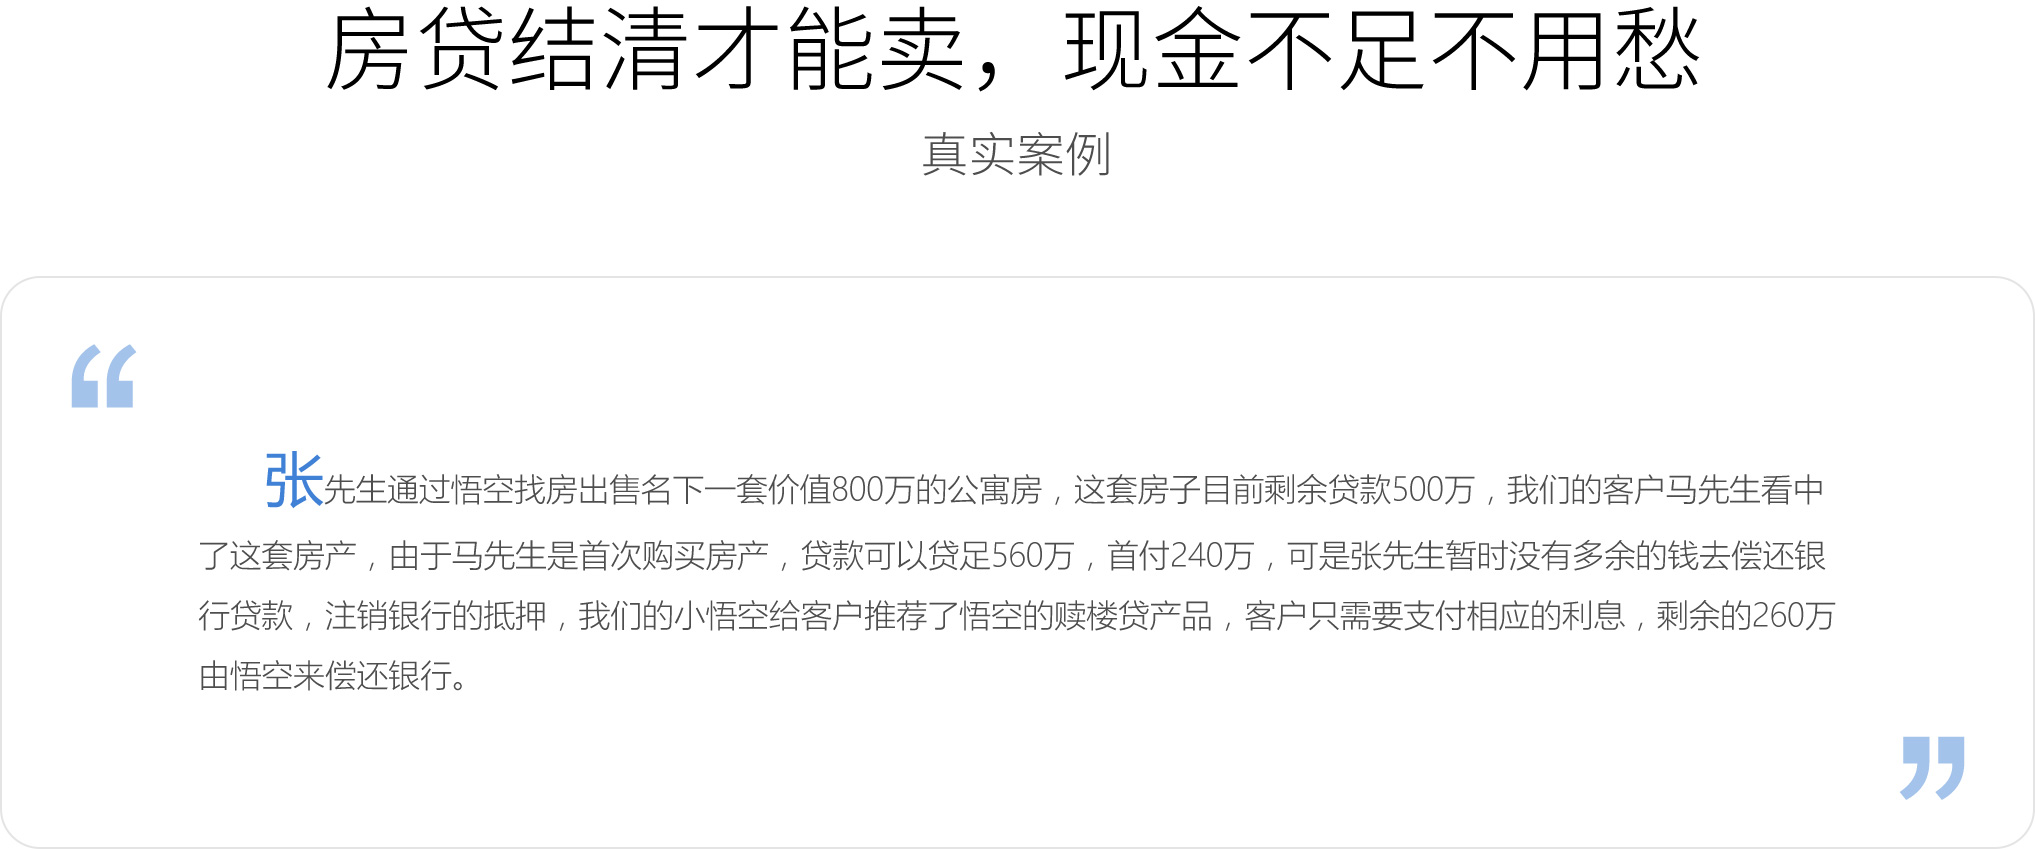 房贷结清才能卖，现金不足不用愁
真实案例
“
张先生通过悟空找房出售名下一套价值800万的公寓房，这套房子目前剩余贷款500万，我们的客户马先生看中
了这套房产，由于马先生是首次购买房产，贷款可以贷足560万，首付240万，可是张先生暂时没有多余的钱去偿还银
行贷款，注销银行的抵押，我们的小悟空给客户推荐了悟空的赎楼贷产品，客户只需要支付相应的利息，剩余的260万
由悟空来偿还银行。
”